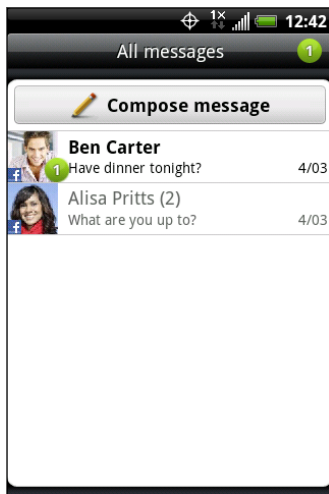 1X 12:42
All messages 1
Compose message
Ben Carter
1 Have dinner tonight? 4/03
f
Alisa Pritts (2)
What are you up to? 4/03
f